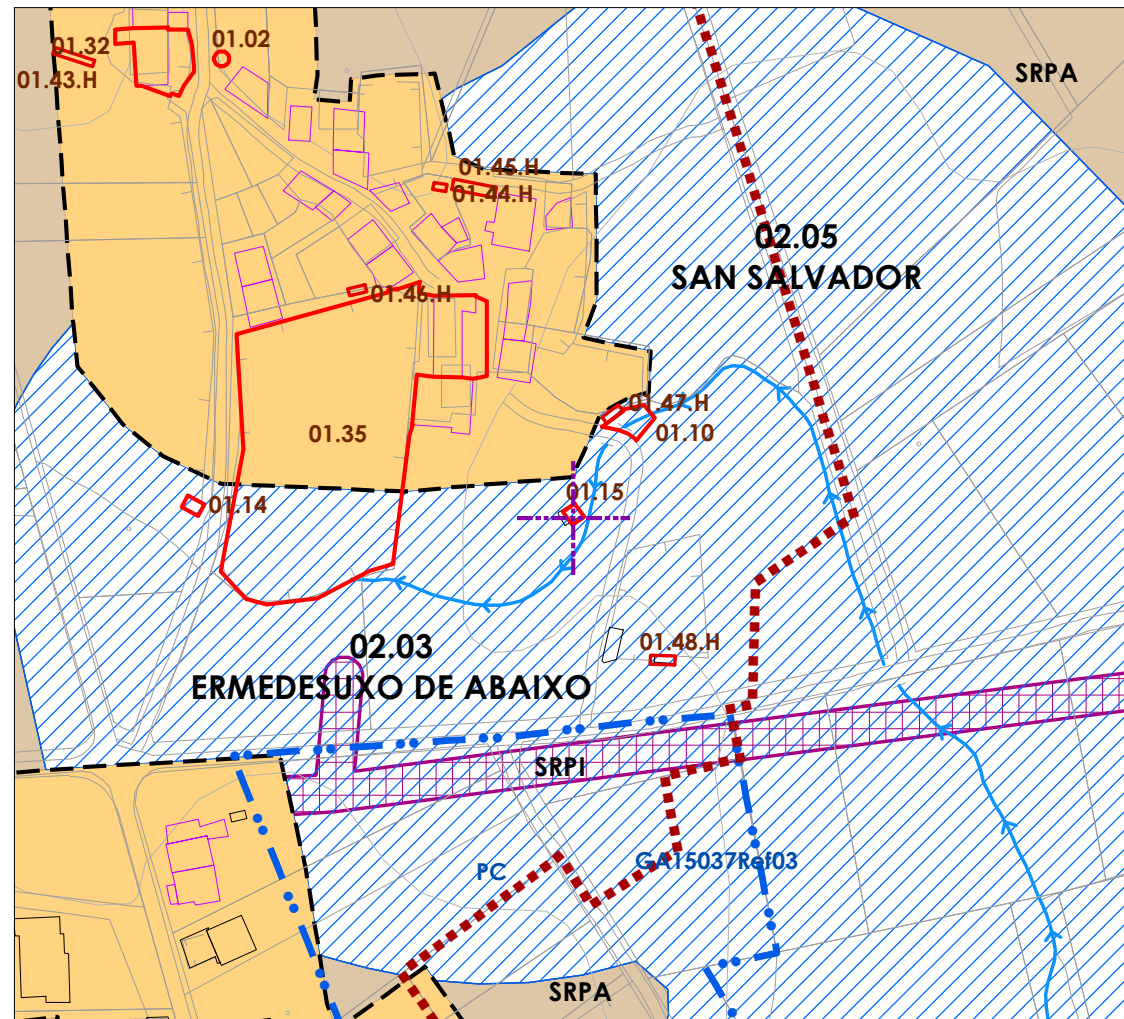 01.32
01.02
01.43.H
SRPA
01.45.H
01.44.H
02.05
SAN SALVADOR
01.46.H
01.47.H
01.35
01.10
01.15
01.14
01.48.H
02.03
ERMEDESUXO DE ABAIXO
SRPI
PC
GA15037Ref03
SRPA